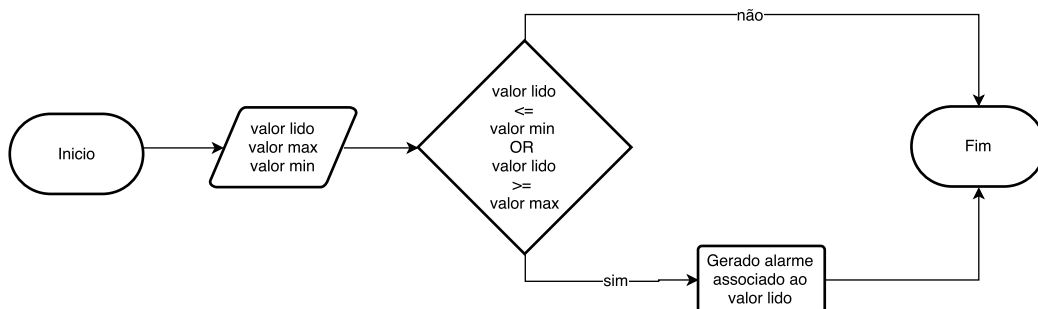 não
Inicio
valor lido
valor max
valor min
valor lido
<=
valor min
OR
valor lido
>=
valor max
Fim
sim
Gerado alarme
associado ao
valor lido